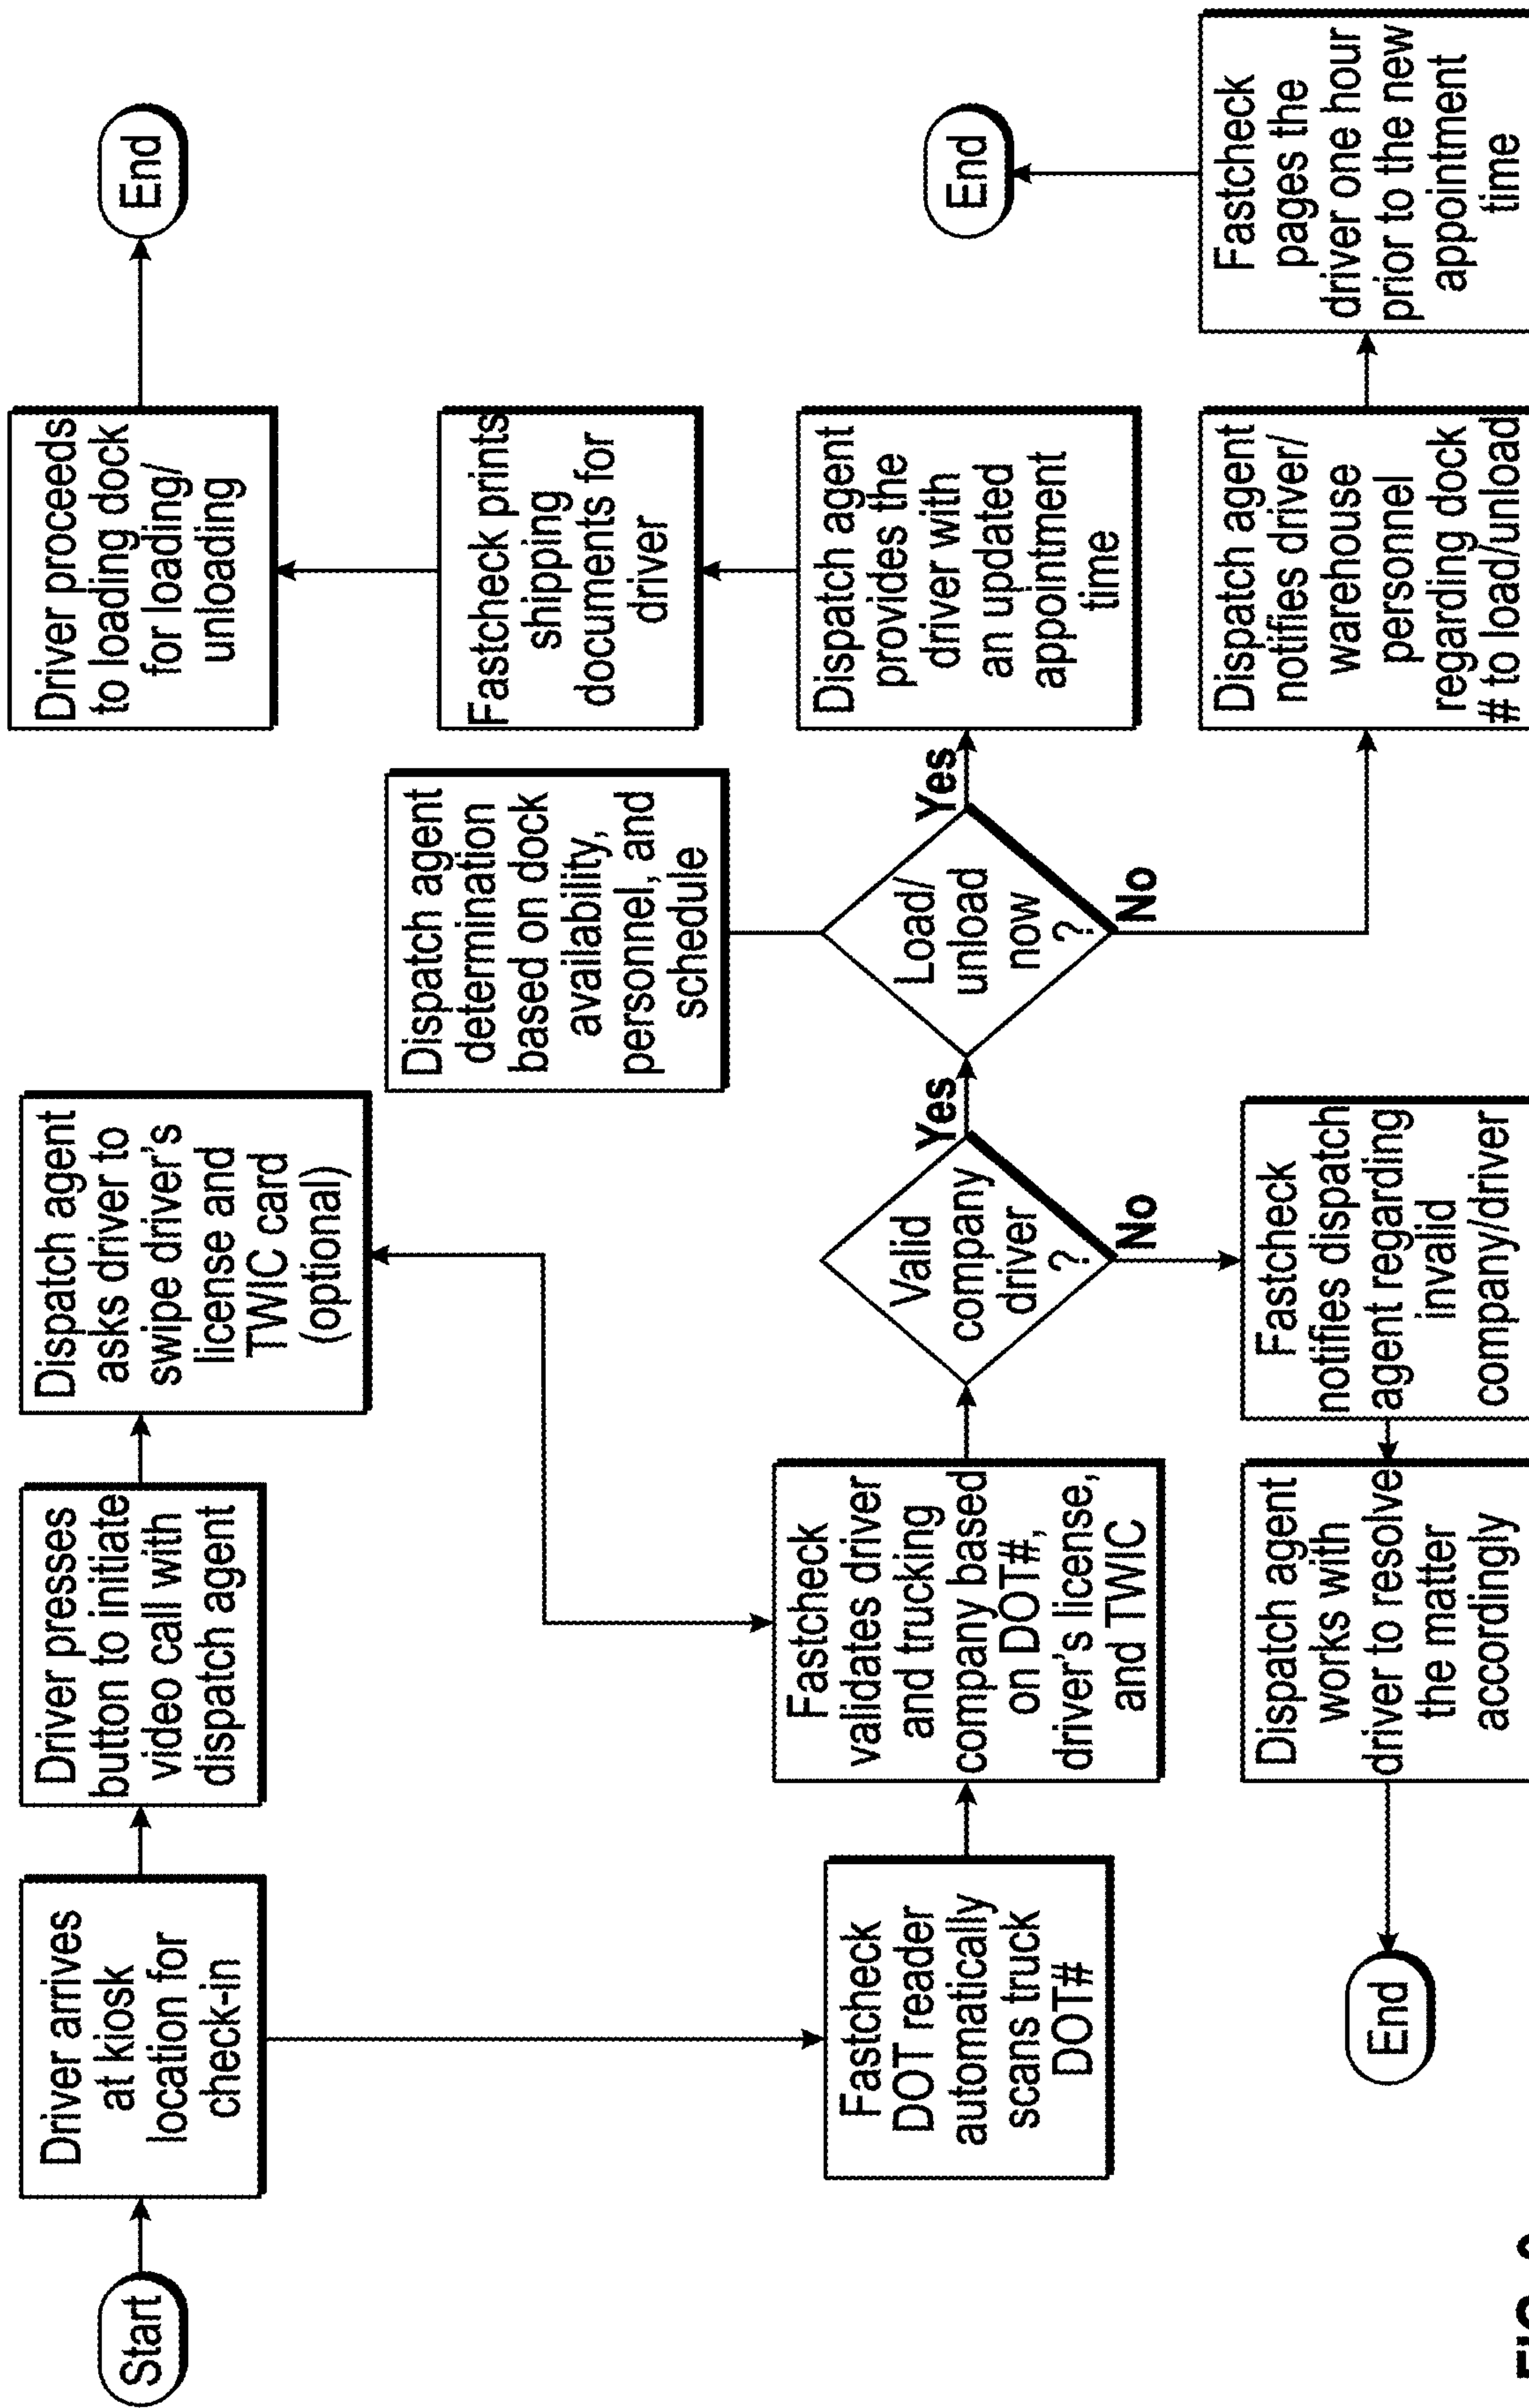 Start
Driver arrives
at kiosk
location for
check-in
Driver presses
button to initiate
video call with
dispatch agent
Dispatch agent
asks driver to
swipe driver's
license and
TWIC card
(optional)
Fastcheck
DOT reader
automatically
scans truck
DOT#
Fastcheck
validates driver
and trucking
company based
on DOT#,
driver's license,
and TWIC
Valid
company
driver
?
Yes
No
Fastcheck
notifies dispatch
agent regarding
invalid
company/driver
Dispatch agent
works with
driver to resolve
the matter
accordingly
End
Dispatch agent
determination
based on dock
availability,
personnel, and
schedule
Load/
unload
now
?
Yes
No
Dispatch agent
provides the
driver with
an updated
appointment
time
Fastcheck prints
shipping
documents for
driver
Driver proceeds
to loading dock
for loading/
unloading
End
Dispatch agent
notifies driver/
warehouse
personnel
regarding dock
# to load/unload
Fastcheck
pages the
driver one hour
prior to the new
appointment
time
End
FIG.